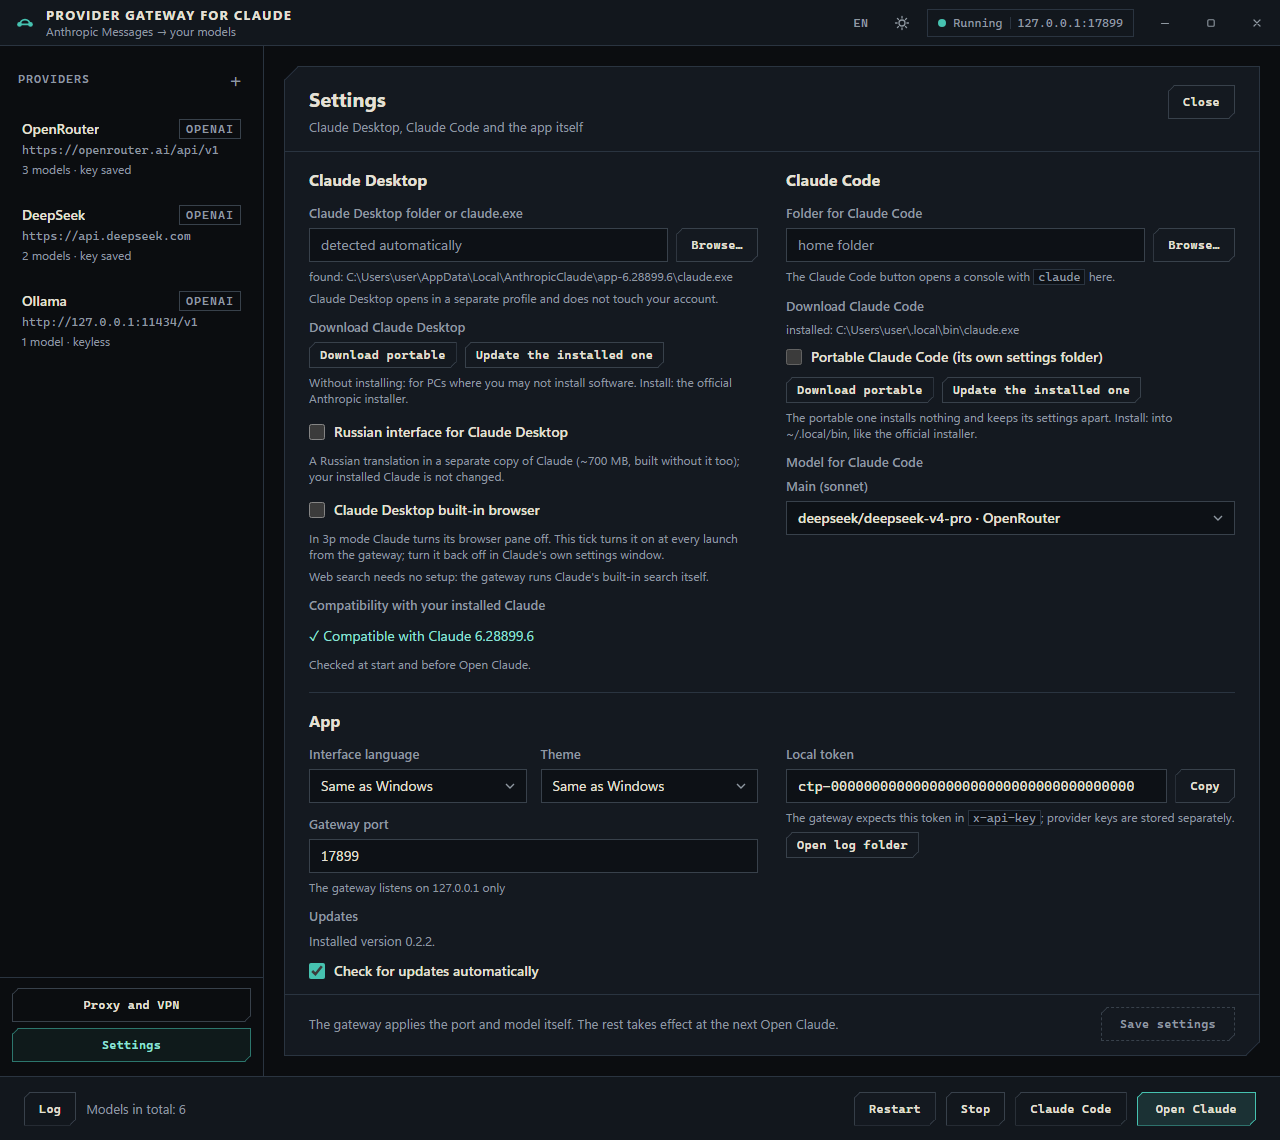 PROVIDER GATEWAY FOR CLAUDE
Anthropic Messages → your models
EN
Running
127.0.0.1:17899
PROVIDERS
+
OpenRouter
OPENAI
https://openrouter.ai/api/v1
3 models · key saved
DeepSeek
OPENAI
https://api.deepseek.com
2 models · key saved
Ollama
OPENAI
http://127.0.0.1:11434/v1
1 model · keyless
Proxy and VPN
Settings
Settings
Claude Desktop, Claude Code and the app itself
Close
Claude Desktop
Claude Desktop folder or claude.exe
detected automatically
Browse…
found: C:\Users\user\AppData\Local\AnthropicClaude\app-6.28899.6\claude.exe
Claude Desktop opens in a separate profile and does not touch your account.
Download Claude Desktop
Download portable
Update the installed one
Without installing: for PCs where you may not install software. Install: the official
Anthropic installer.
Russian interface for Claude Desktop
A Russian translation in a separate copy of Claude (~700 MB, built without it too);
your installed Claude is not changed.
Claude Desktop built-in browser
In 3p mode Claude turns its browser pane off. This tick turns it on at every launch
from the gateway; turn it back off in Claude's own settings window.
Web search needs no setup: the gateway runs Claude's built-in search itself.
Compatibility with your installed Claude
✓ Compatible with Claude 6.28899.6
Checked at start and before Open Claude.
Claude Code
Folder for Claude Code
home folder
Browse…
The Claude Code button opens a console with claude here.
Download Claude Code
installed: C:\Users\user\.local\bin\claude.exe
Portable Claude Code (its own settings folder)
Download portable
Update the installed one
The portable one installs nothing and keeps its settings apart. Install: into
~/.local/bin, like the official installer.
Model for Claude Code
Main (sonnet)
deepseek/deepseek-v4-pro · OpenRouter
App
Interface language
Same as Windows
Theme
Same as Windows
Gateway port
17899
The gateway listens on 127.0.0.1 only
Updates
Installed version 0.2.2.
Check for updates automatically
Local token
ctp-00000000000000000000000000000000000000
Copy
The gateway expects this token in x-api-key; provider keys are stored separately.
Open log folder
The gateway applies the port and model itself. The rest takes effect at the next Open Claude.
Save settings
Log
Models in total: 6
Restart
Stop
Claude Code
Open Claude